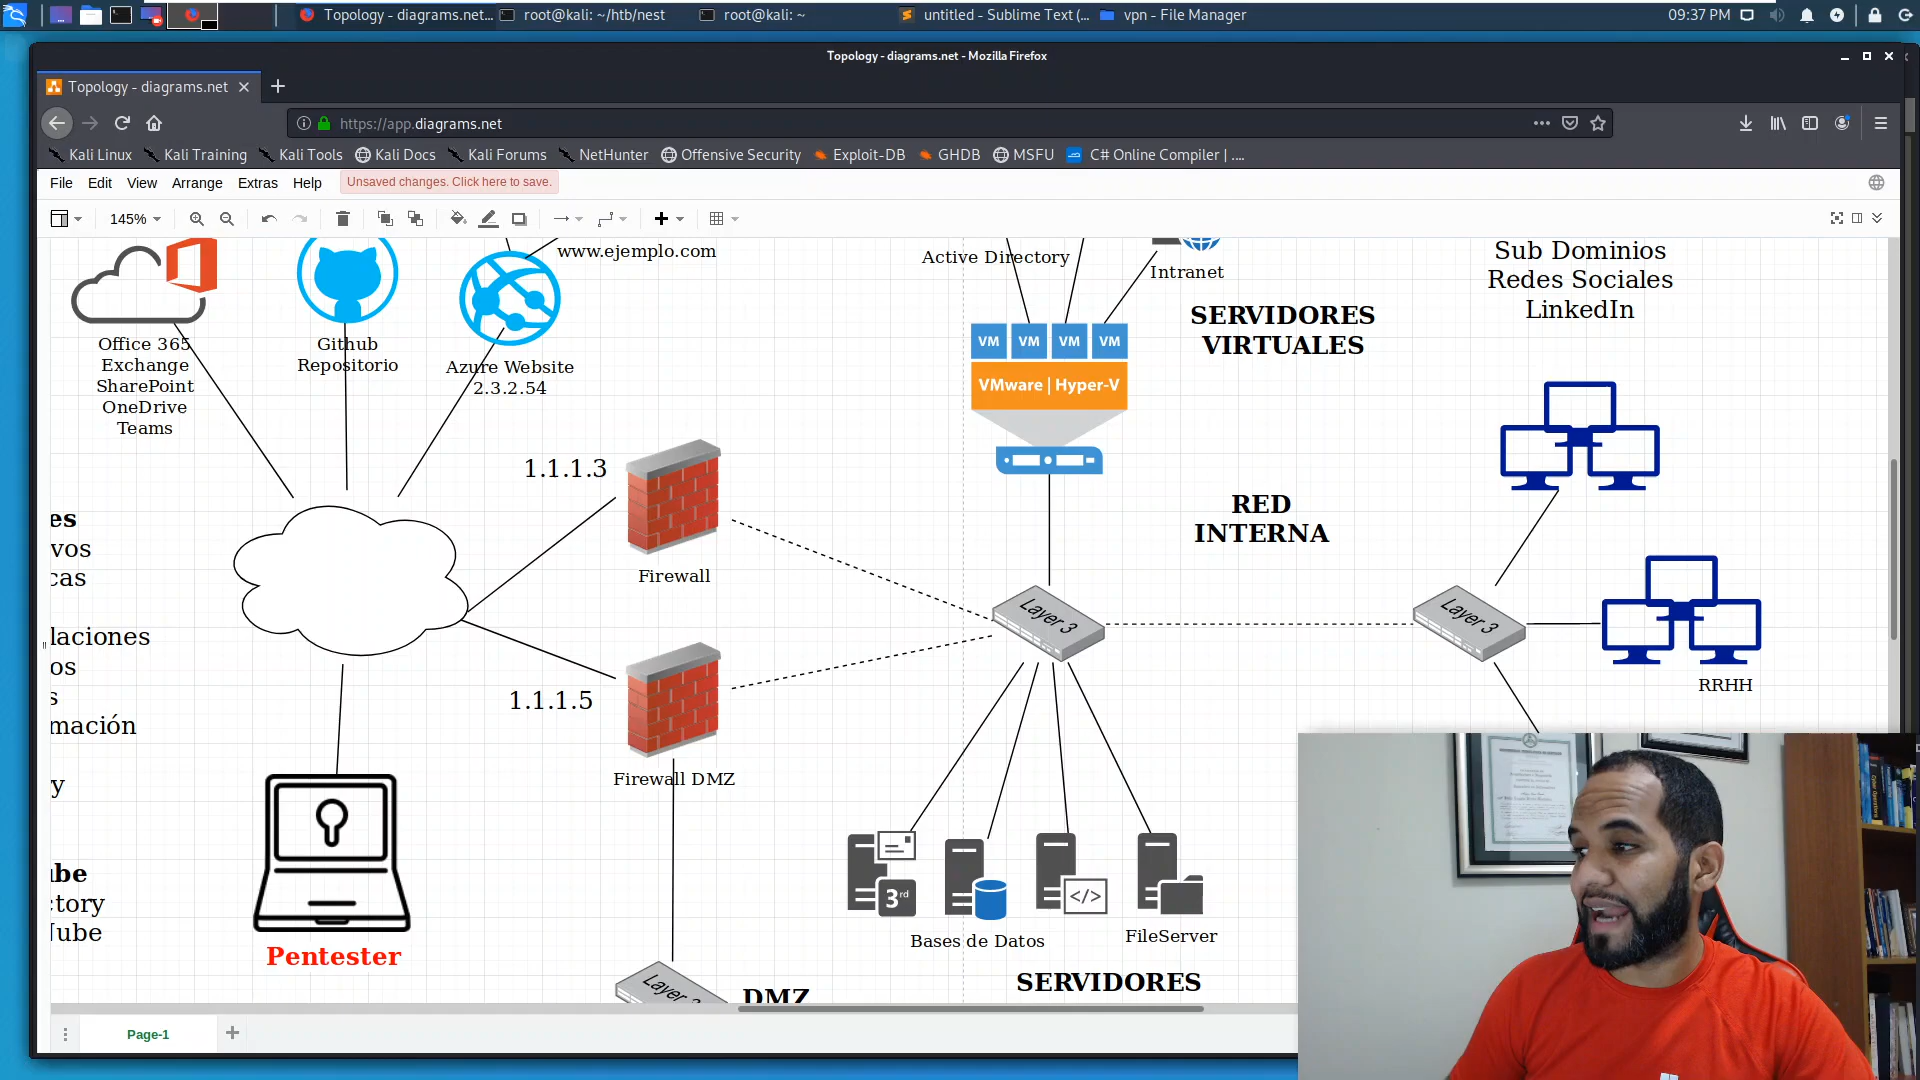 Topology - diagrams.net...
root@kali: ~/htb/nest
root@kali: ~
untitled - Sublime Text (...
vpn - File Manager
09:37 PM
Topology - diagrams.net - Mozilla Firefox
Topology - diagrams.net
https://app.diagrams.net
Kali Linux
Kali Training
Kali Tools
Kali Docs
Kali Forums
NetHunter
Offensive Security
Exploit-DB
GHDB
MSFU
C# Online Compiler | ....
File
Edit
View
Arrange
Extras
Help
Unsaved changes. Click here to save.
145%
www.ejemplo.com
Office 365
Exchange
SharePoint
OneDrive
Teams
Github
Repositorio
Azure Website
2.3.2.54
Active Directory
Intranet
SERVIDORES
VIRTUALES
VM
VM
VM
VM
VMware | Hyper-V
Sub Dominios
Redes Sociales
LinkedIn
1.1.1.3
Firewall
RED
INTERNA
Layer 3
Layer 3
RRHH
es
vos
cas
laciones
os
s
mación
y
1.1.1.5
Firewall DMZ
3rd
</>
Bases de Datos
FileServer
SERVIDORES
ube
ctory
Nube
Pentester
DMZ
Page-1